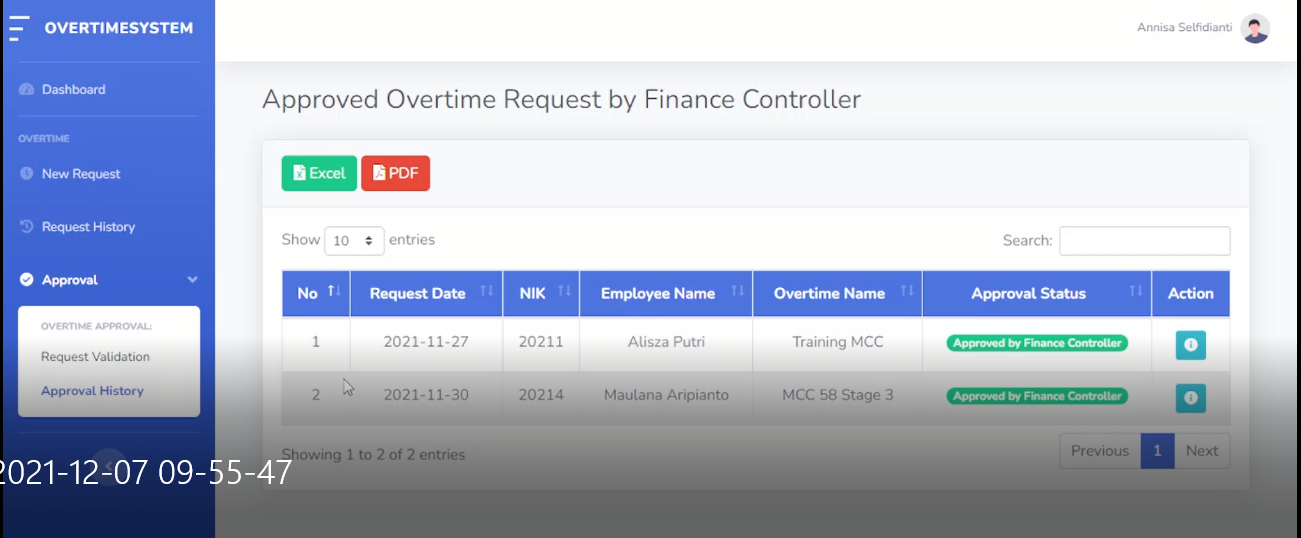 OVERTIMESYSTEM
Annisa Selfidianti
Dashboard
OVERTIME
New Request
Request History
Approval
OVERTIME APPROVAL:
Request Validation
Approval History
Approved Overtime Request by Finance Controller
Excel PDF
Show 10 entries Search:
No Request Date NIK Employee Name Overtime Name Approval Status Action
1 2021-11-27 20211 Alisza Putri Training MCC Approved by Finance Controller
2 2021-11-30 20214 Maulana Aripianto MCC 58 Stage 3 Approved by Finance Controller
Showing 1 to 2 of 2 entries Previous 1 Next
2021-12-07 09-55-47